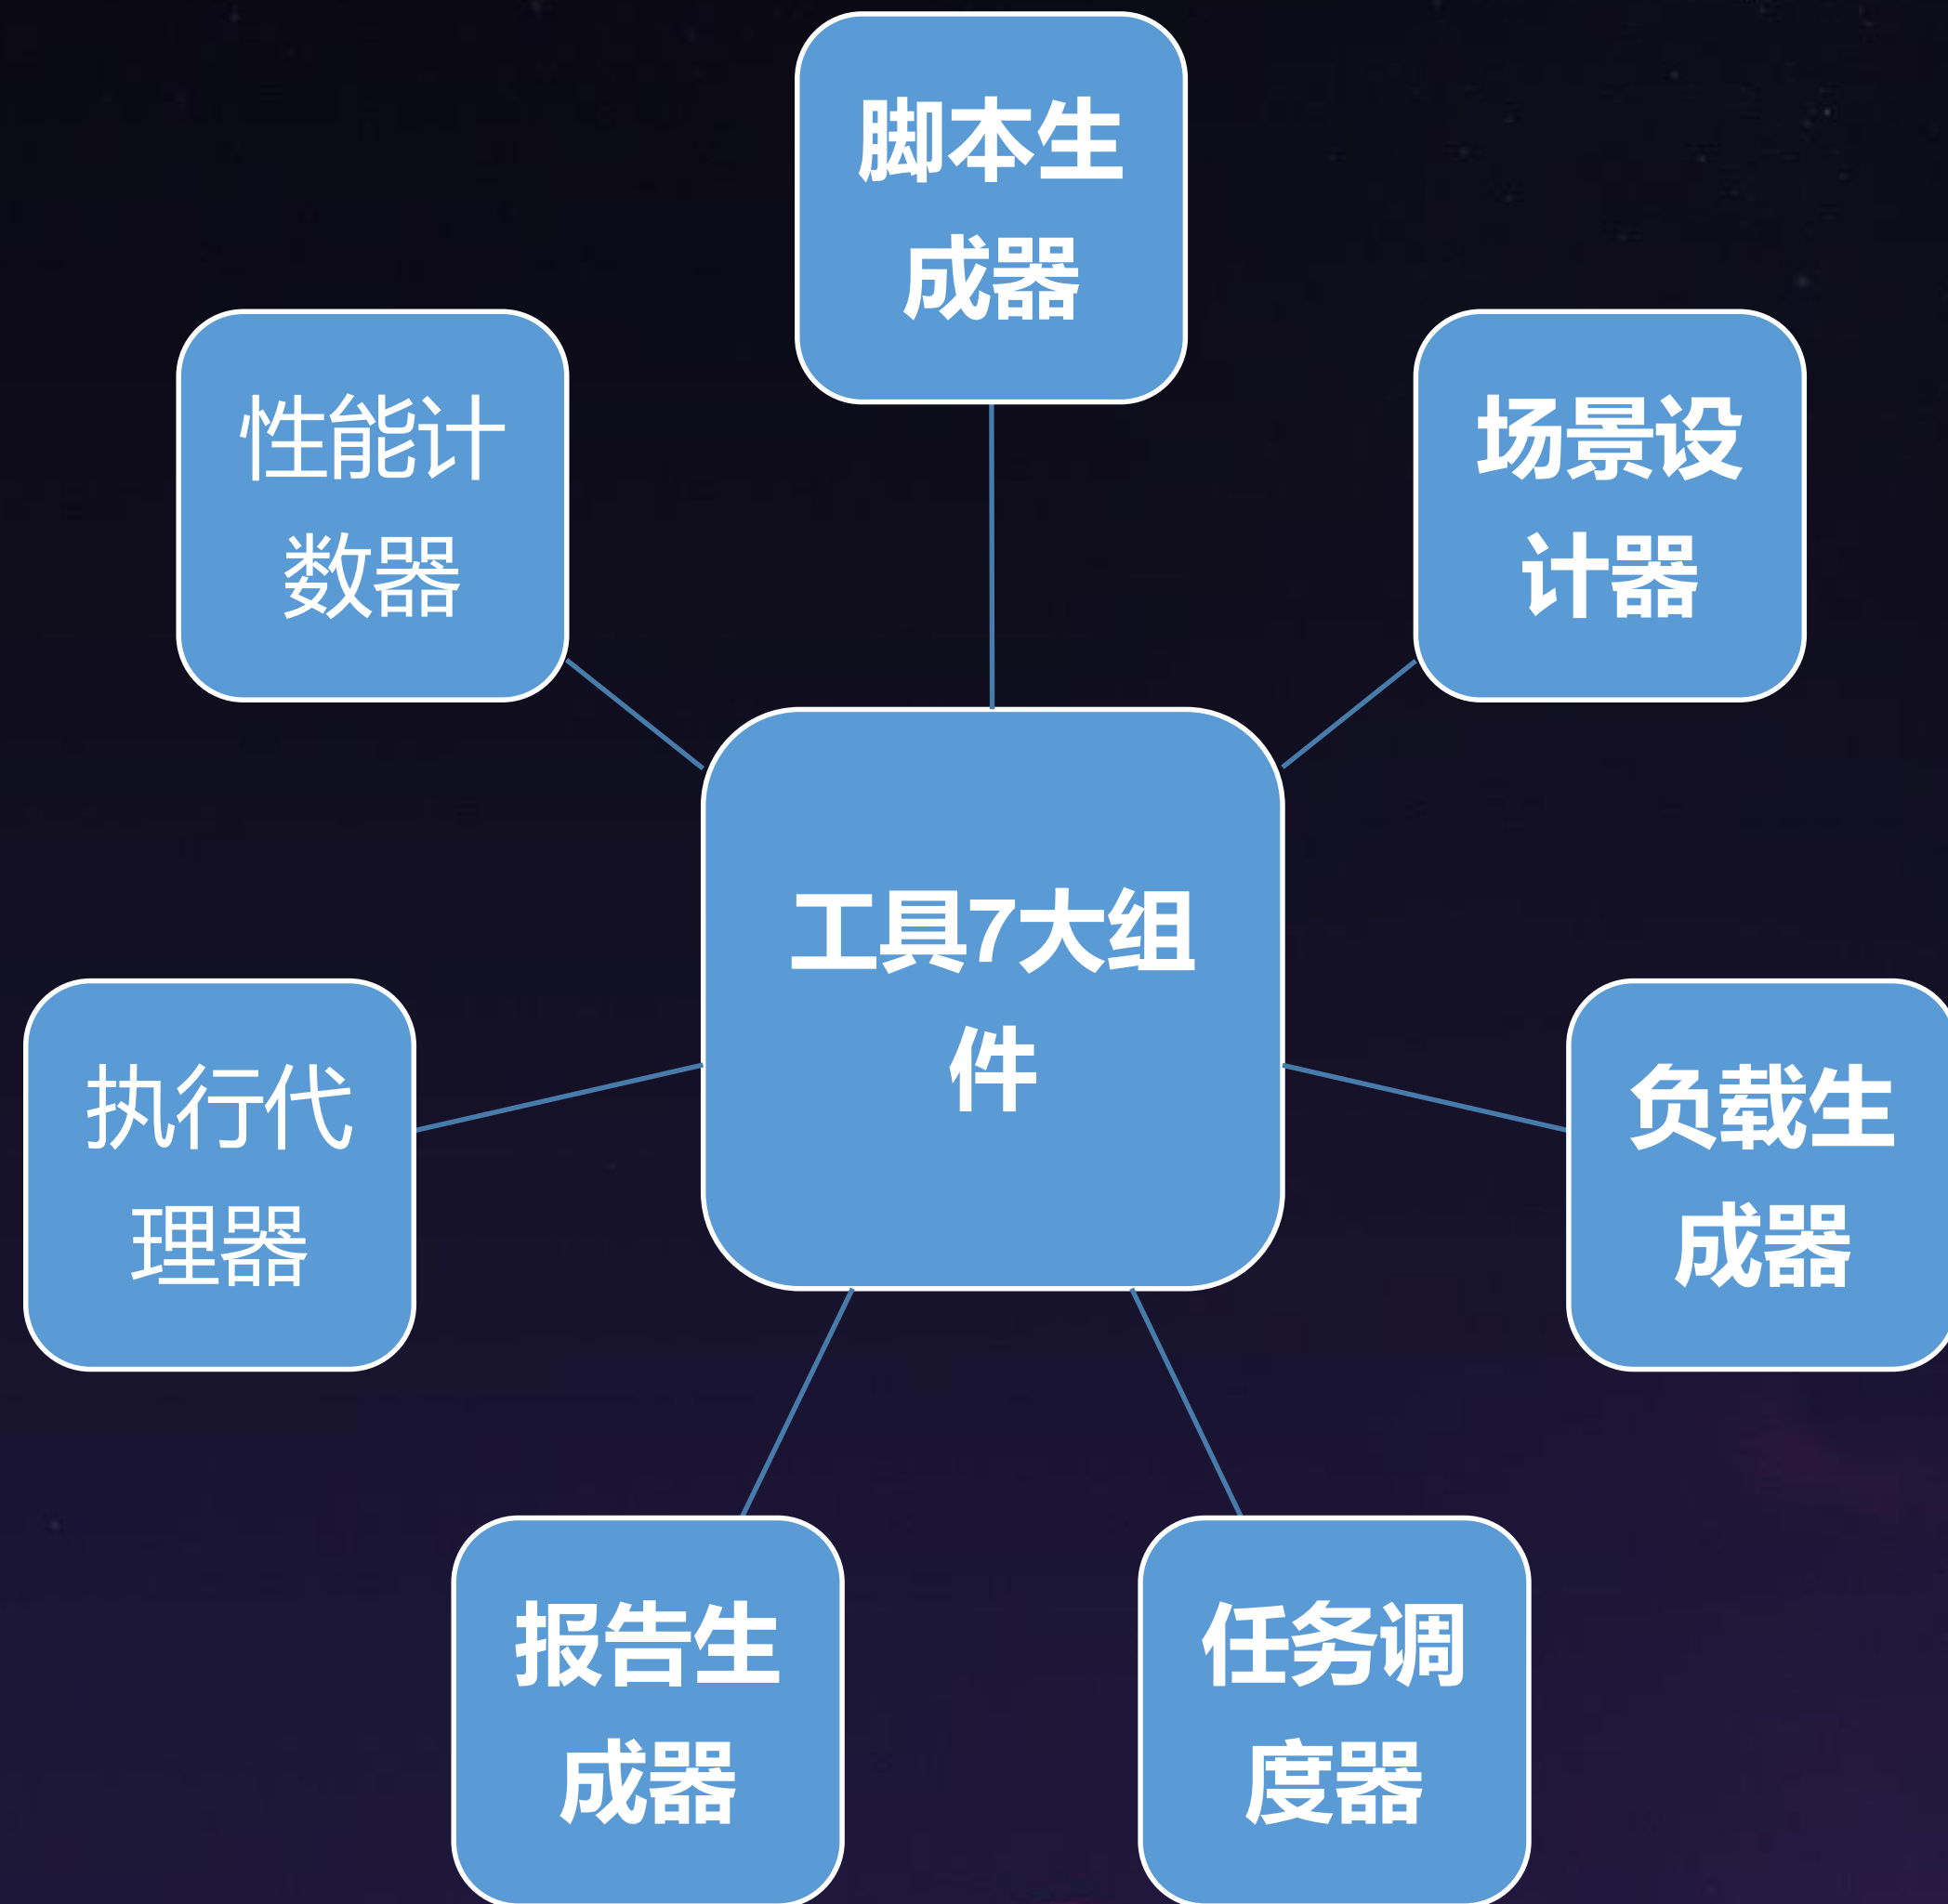 脚本生
成器
性能计
数器
场景设
计器
工具7大组
件
执行代
理器
负载生
成器
报告生
成器
任务调
度器